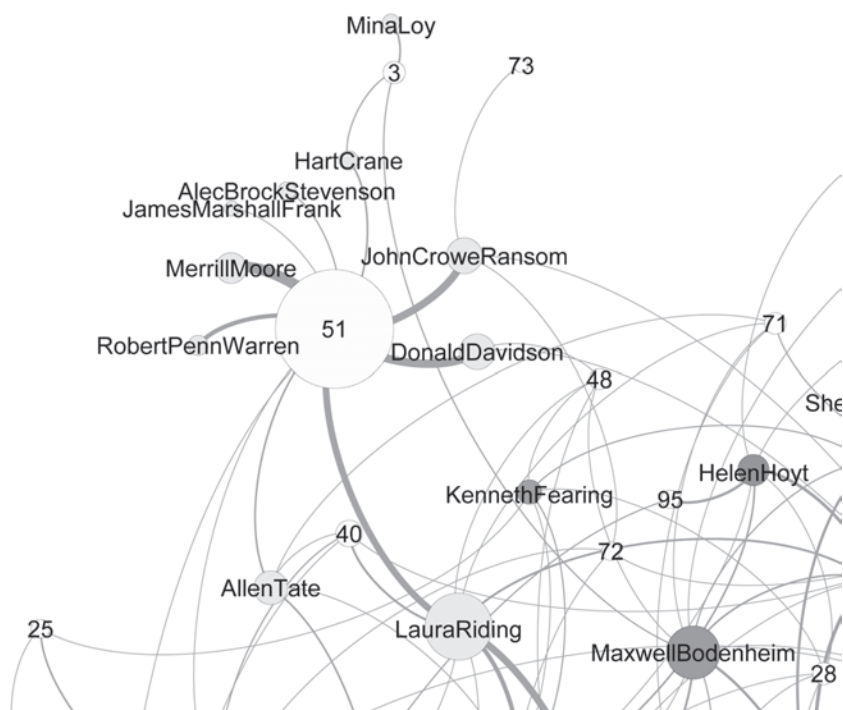 MinaLoy
3
73
HartCrane
AlecBrockStevenson
JamesMarshallFrank
JohnCroweRansom
MerrillMoore
51
71
RobertPennWarren
DonaldDavidson
48
She
HelenHoyt
KennethFearing
95
40
72
AllenTate
25
LauraRiding
MaxwellBodenheim
28